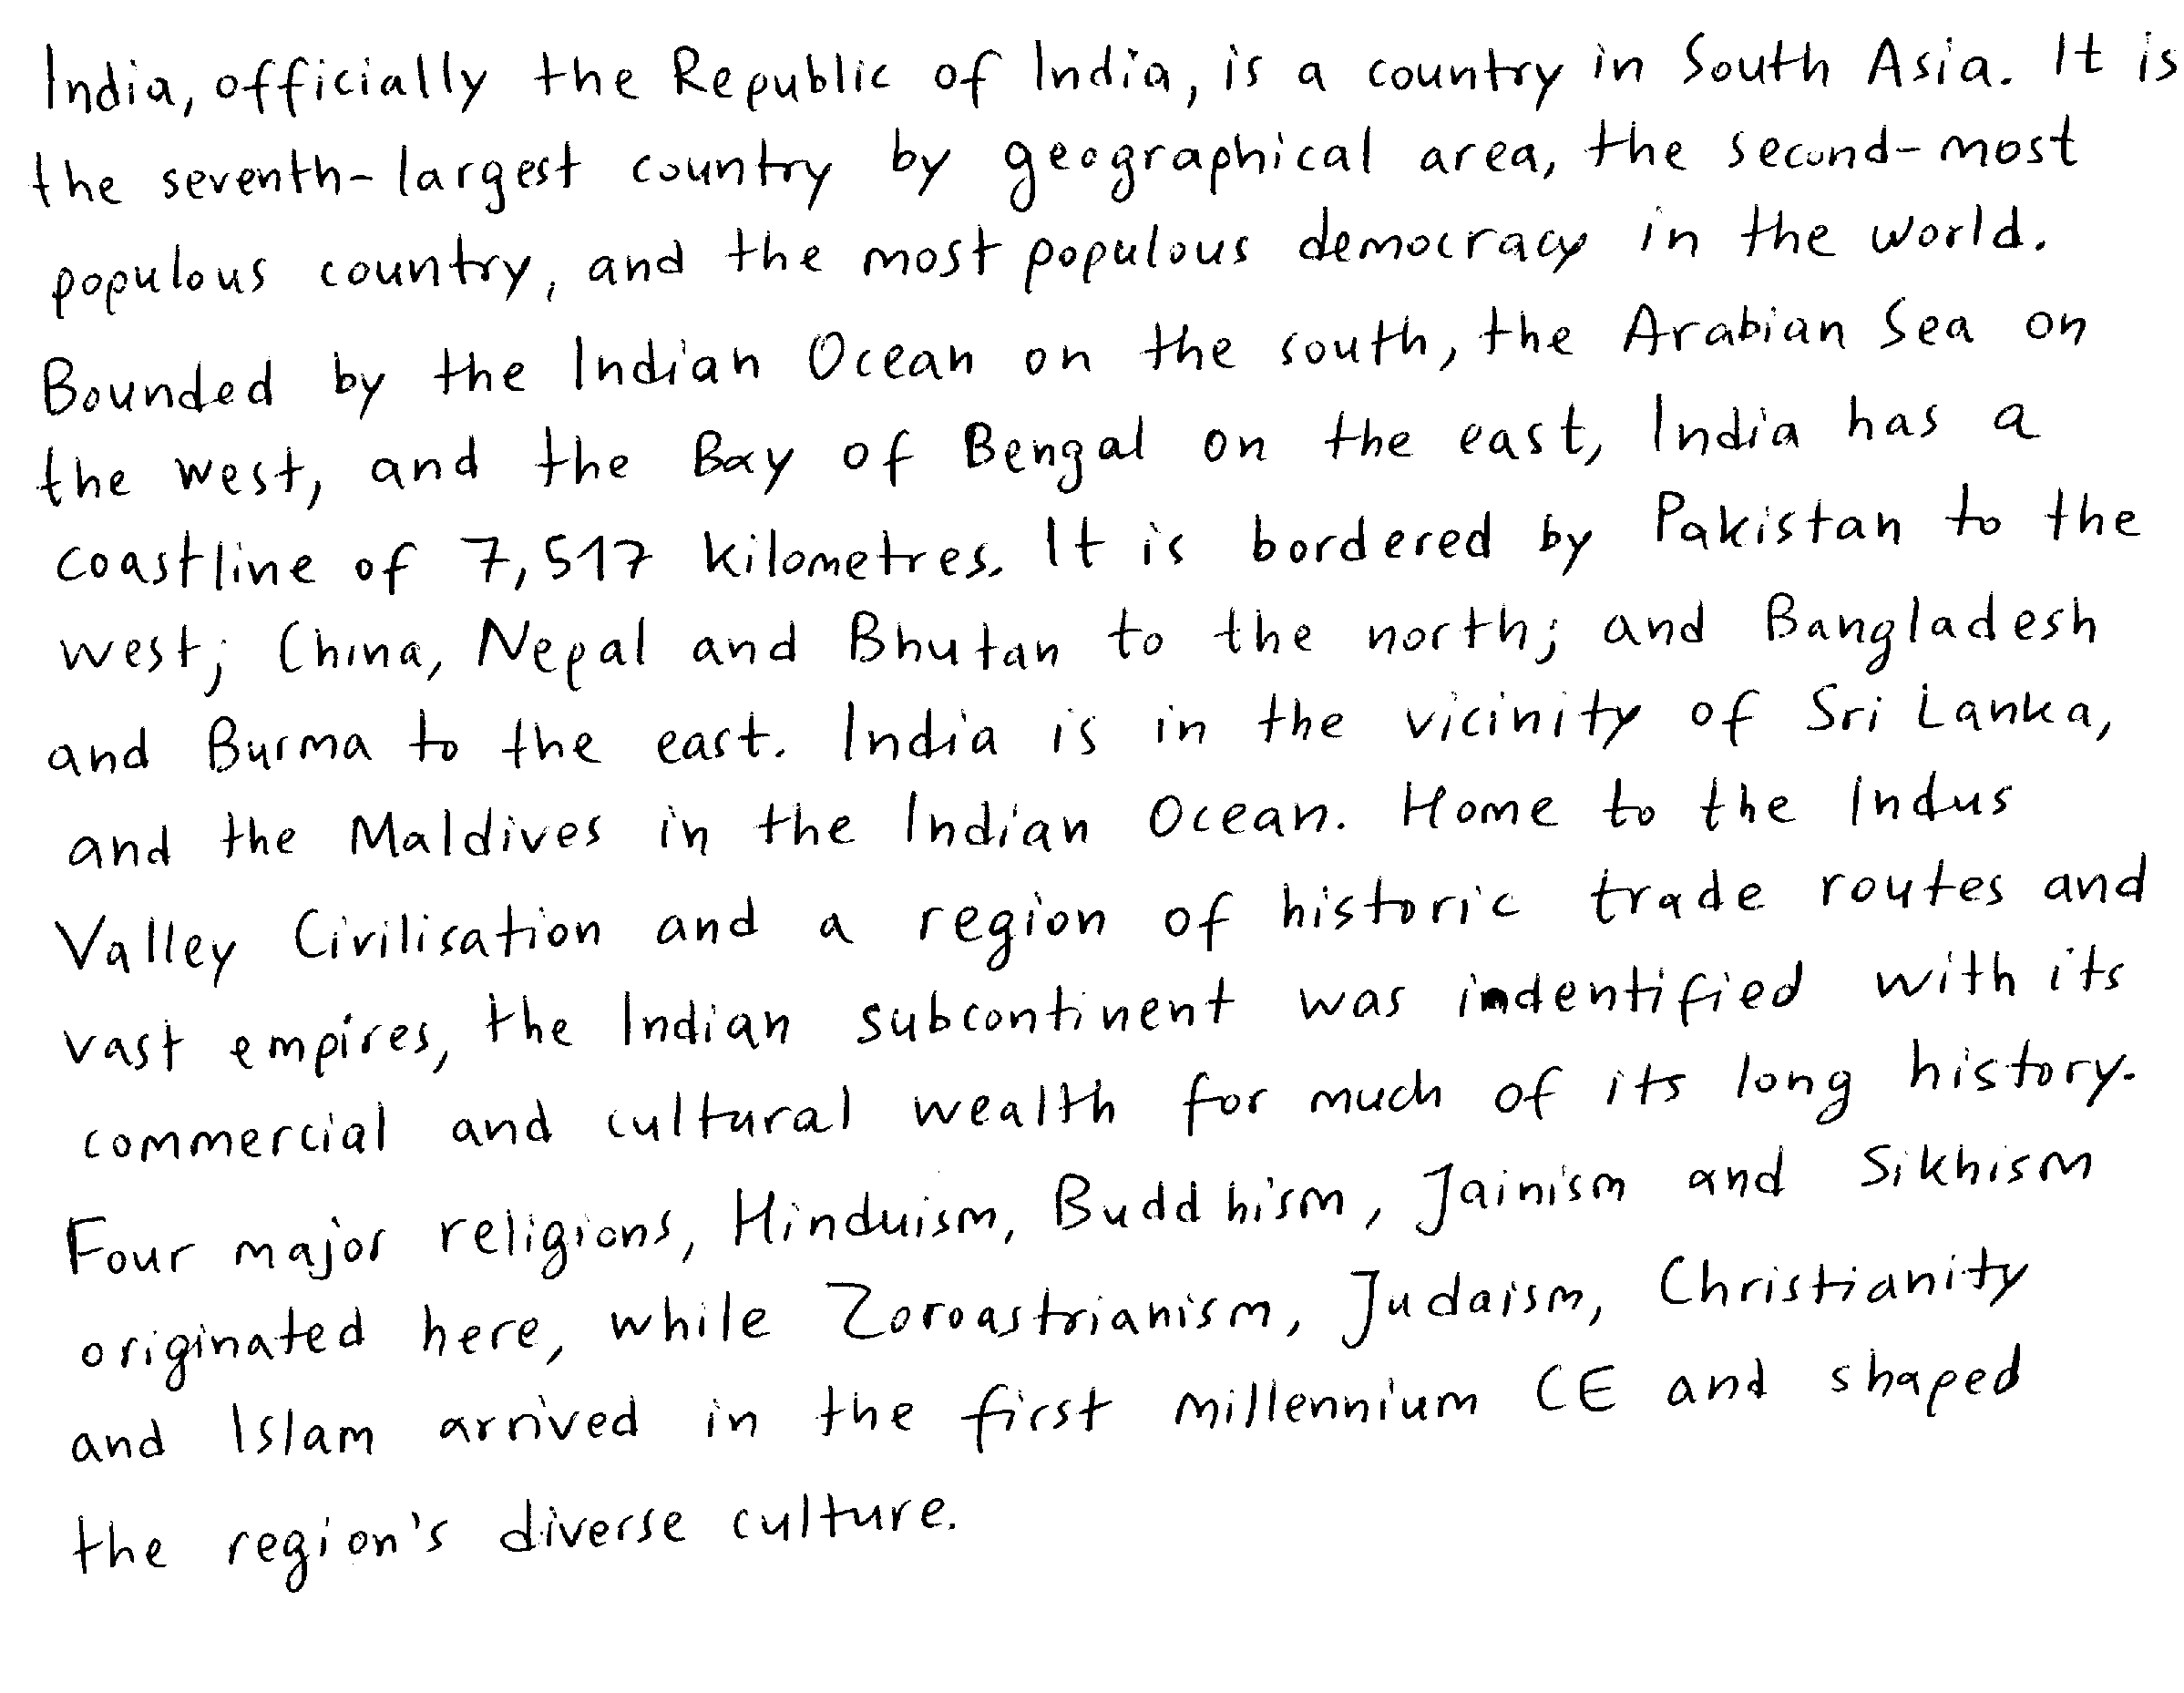 India, officially the Republic of India, is a country in South Asia. It is
the seventh-largest country by geographical area, the second-most
populous country, and the most populous democracy in the world.
Bounded by the Indian Ocean on the south, the Arabian Sea on
the west, and the Bay of Bengal on the east, India has a
coastline of 7,517 kilometres. It is bordered by Pakistan to the
west; China, Nepal and Bhutan to the north; and Bangladesh
and Burma to the east. India is in the vicinity of Sri Lanka,
and the Maldives in the Indian Ocean. Home to the Indus
Valley Civilisation and a region of historic trade routes and
vast empires, the Indian subcontinent was indentified with its
commercial and cultural wealth for much of its long history.
Four major religions, Hinduism, Buddhism, Jainism and Sikhism
originated here, while Zoroastrianism, Judaism, Christianity
and Islam arrived in the first millennium CE and shaped
the region's diverse culture.